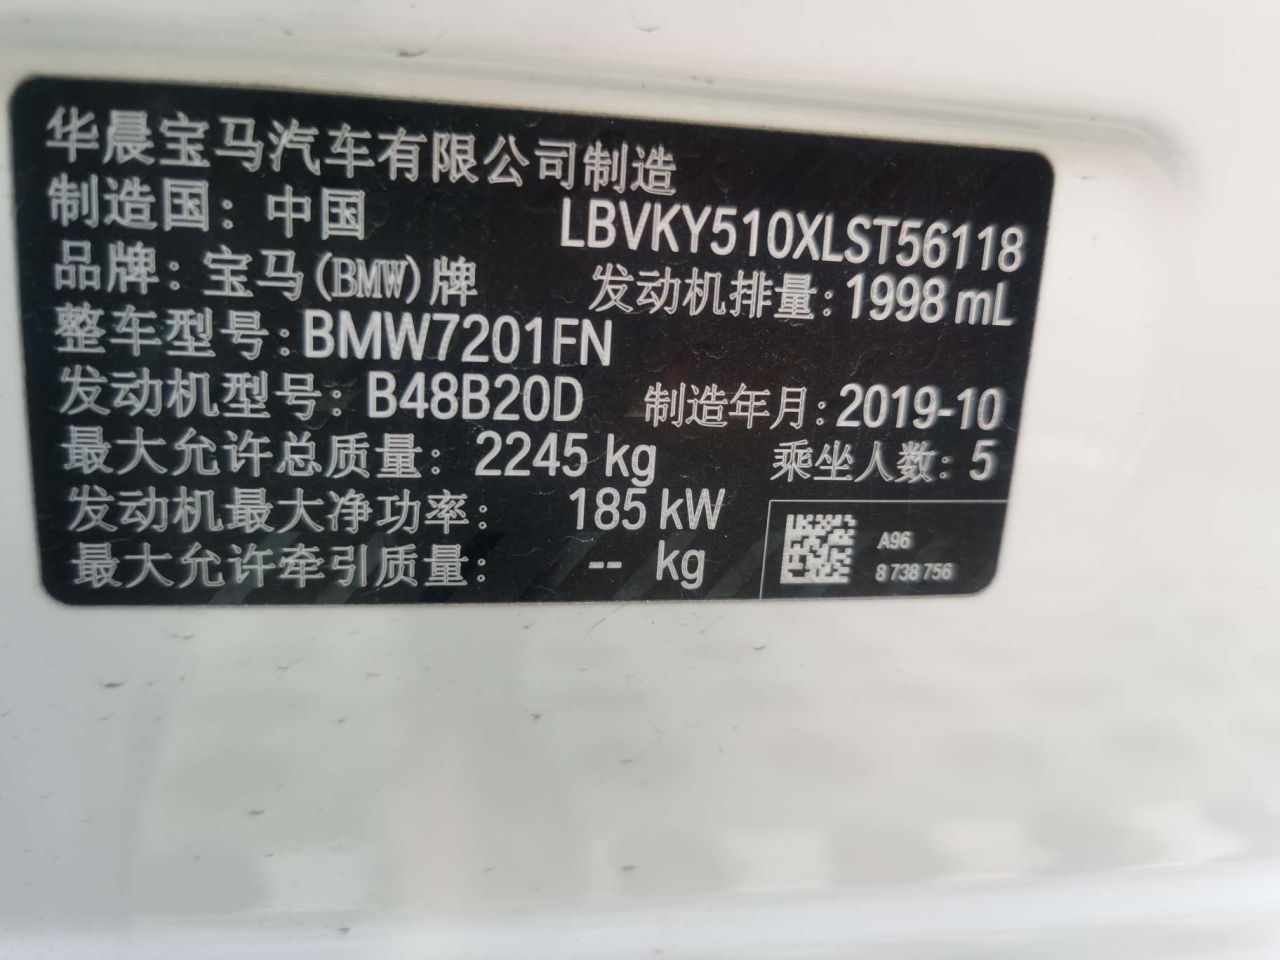 华晨宝马汽车有限公司制造
制造国：中国 LBVKY510XLST56118
品牌：宝马(BMW)牌 发动机排量：1998 mL
整车型号：BMW7201FN
发动机型号：B48B20D 制造年月：2019-10
最大允许总质量：2245 kg 乘坐人数：5
发动机最大净功率：185 kW
最大允许牵引质量：-- kg
A96
8 738 756